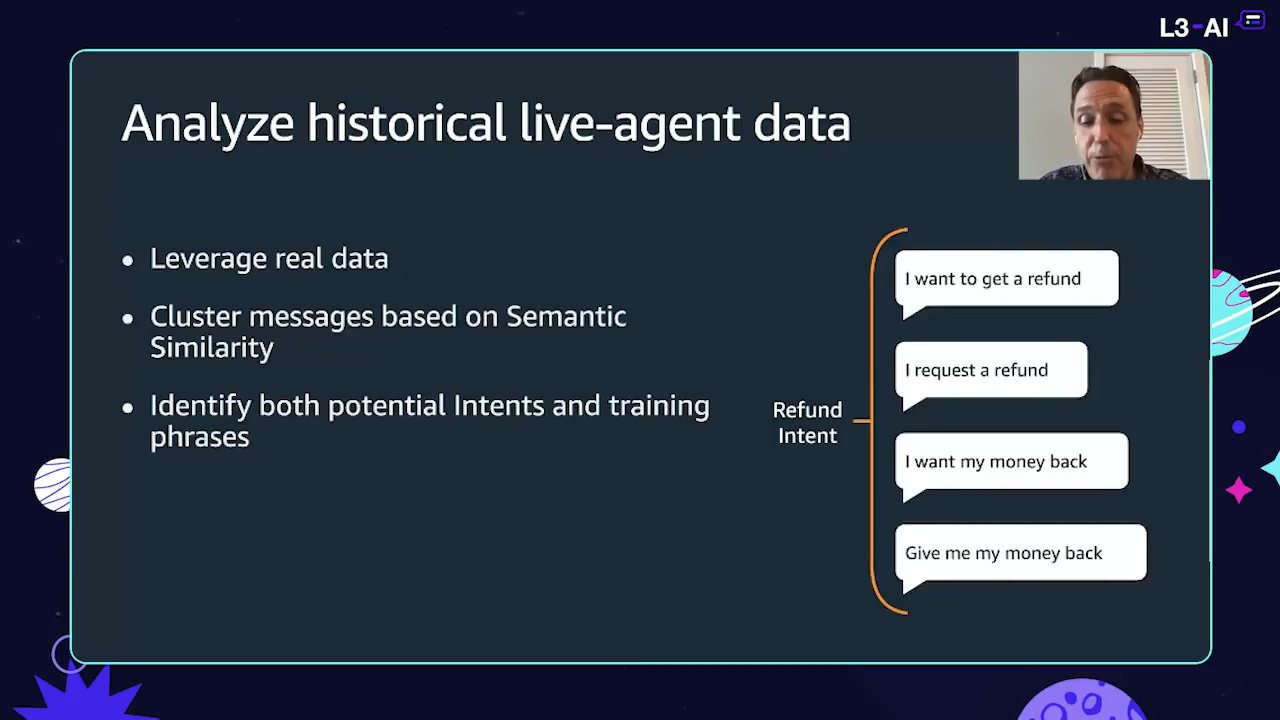 L3-AI
Analyze historical live-agent data
• Leverage real data
• Cluster messages based on Semantic
Similarity
• Identify both potential Intents and training
phrases
Refund
Intent
I want to get a refund
I request a refund
I want my money back
Give me my money back